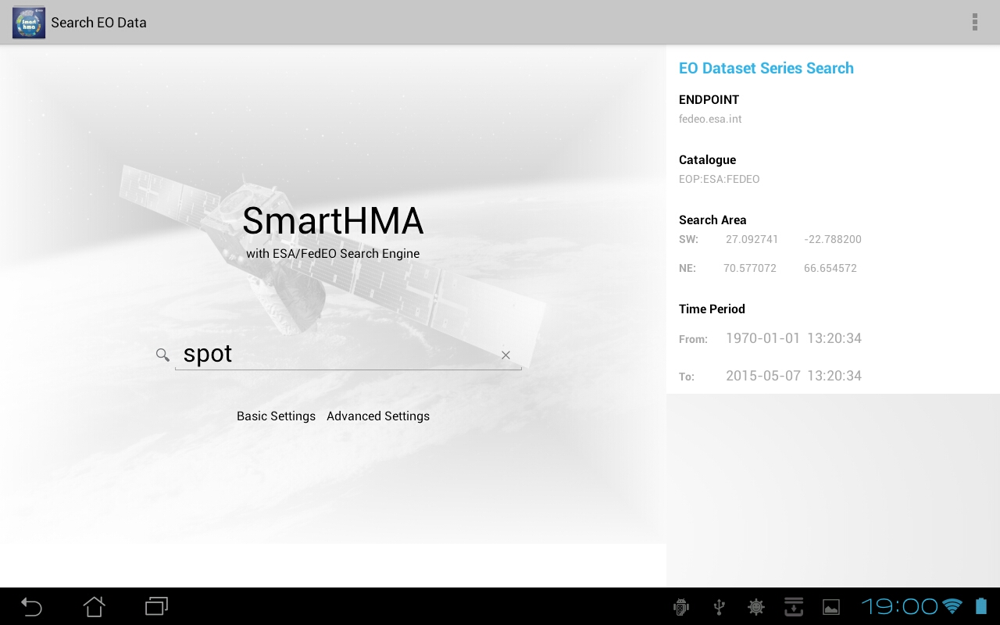 Smart
hma
Search EO Data
SmartHMA
with ESA/FedEO Search Engine
spot
Basic Settings Advanced Settings
EO Dataset Series Search
ENDPOINT
fedeo.esa.int
Catalogue
EOP:ESA:FEDEO
Search Area
SW: 27.092741 -22.788200
NE: 70.577072 66.654572
Time Period
From: 1970-01-01 13:20:34
To: 2015-05-07 13:20:34
19:00